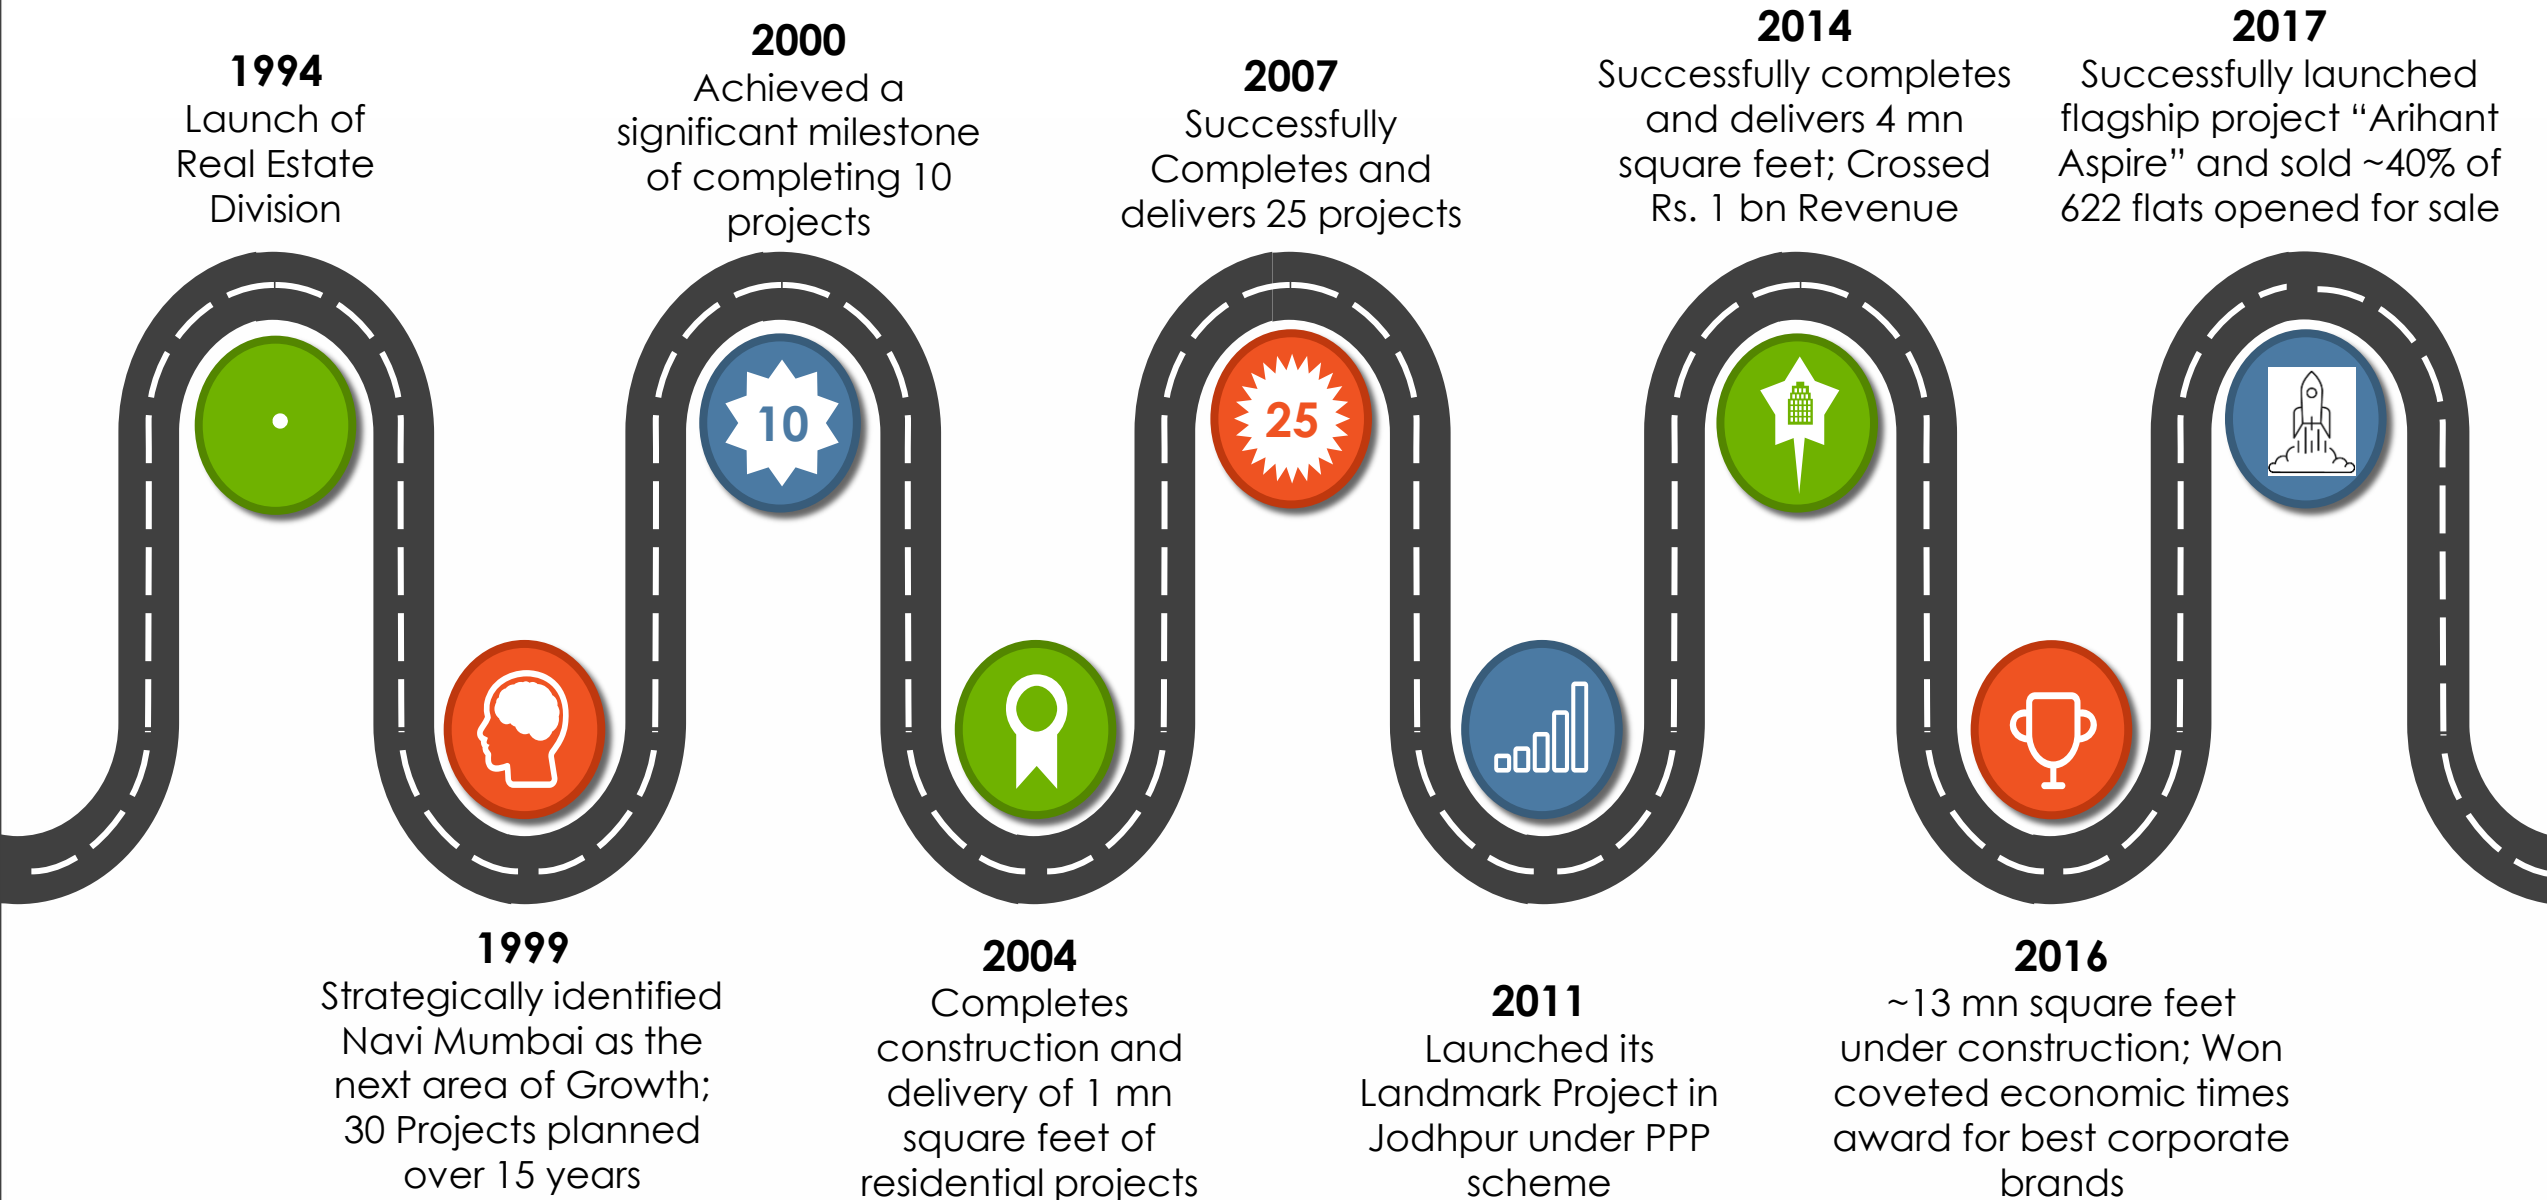 1994
Launch of
Real Estate
Division
1999
Strategically identified
Navi Mumbai as the
next area of Growth;
30 Projects planned
over 15 years
2000
Achieved a
significant milestone
of completing 10
projects
10
2004
Completes
construction and
delivery of 1 mn
square feet of
residential projects
2007
Successfully
Completes and
delivers 25 projects
25
2011
Launched its
Landmark Project in
Jodhpur under PPP
scheme
2014
Successfully completes
and delivers 4 mn
square feet; Crossed
Rs. 1 bn Revenue
2016
~13 mn square feet
under construction; Won
coveted economic times
award for best corporate
brands
2017
Successfully launched
flagship project “Arihant
Aspire” and sold ~40% of
622 flats opened for sale